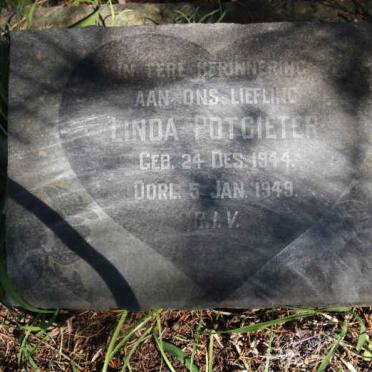 IN TERE HERINNERING
AAN ONS LIEFLING
LINDA POTGIETER
GEB. 24 DES. 1944.
OORL. 5 JAN. 1949.
R.I.V.